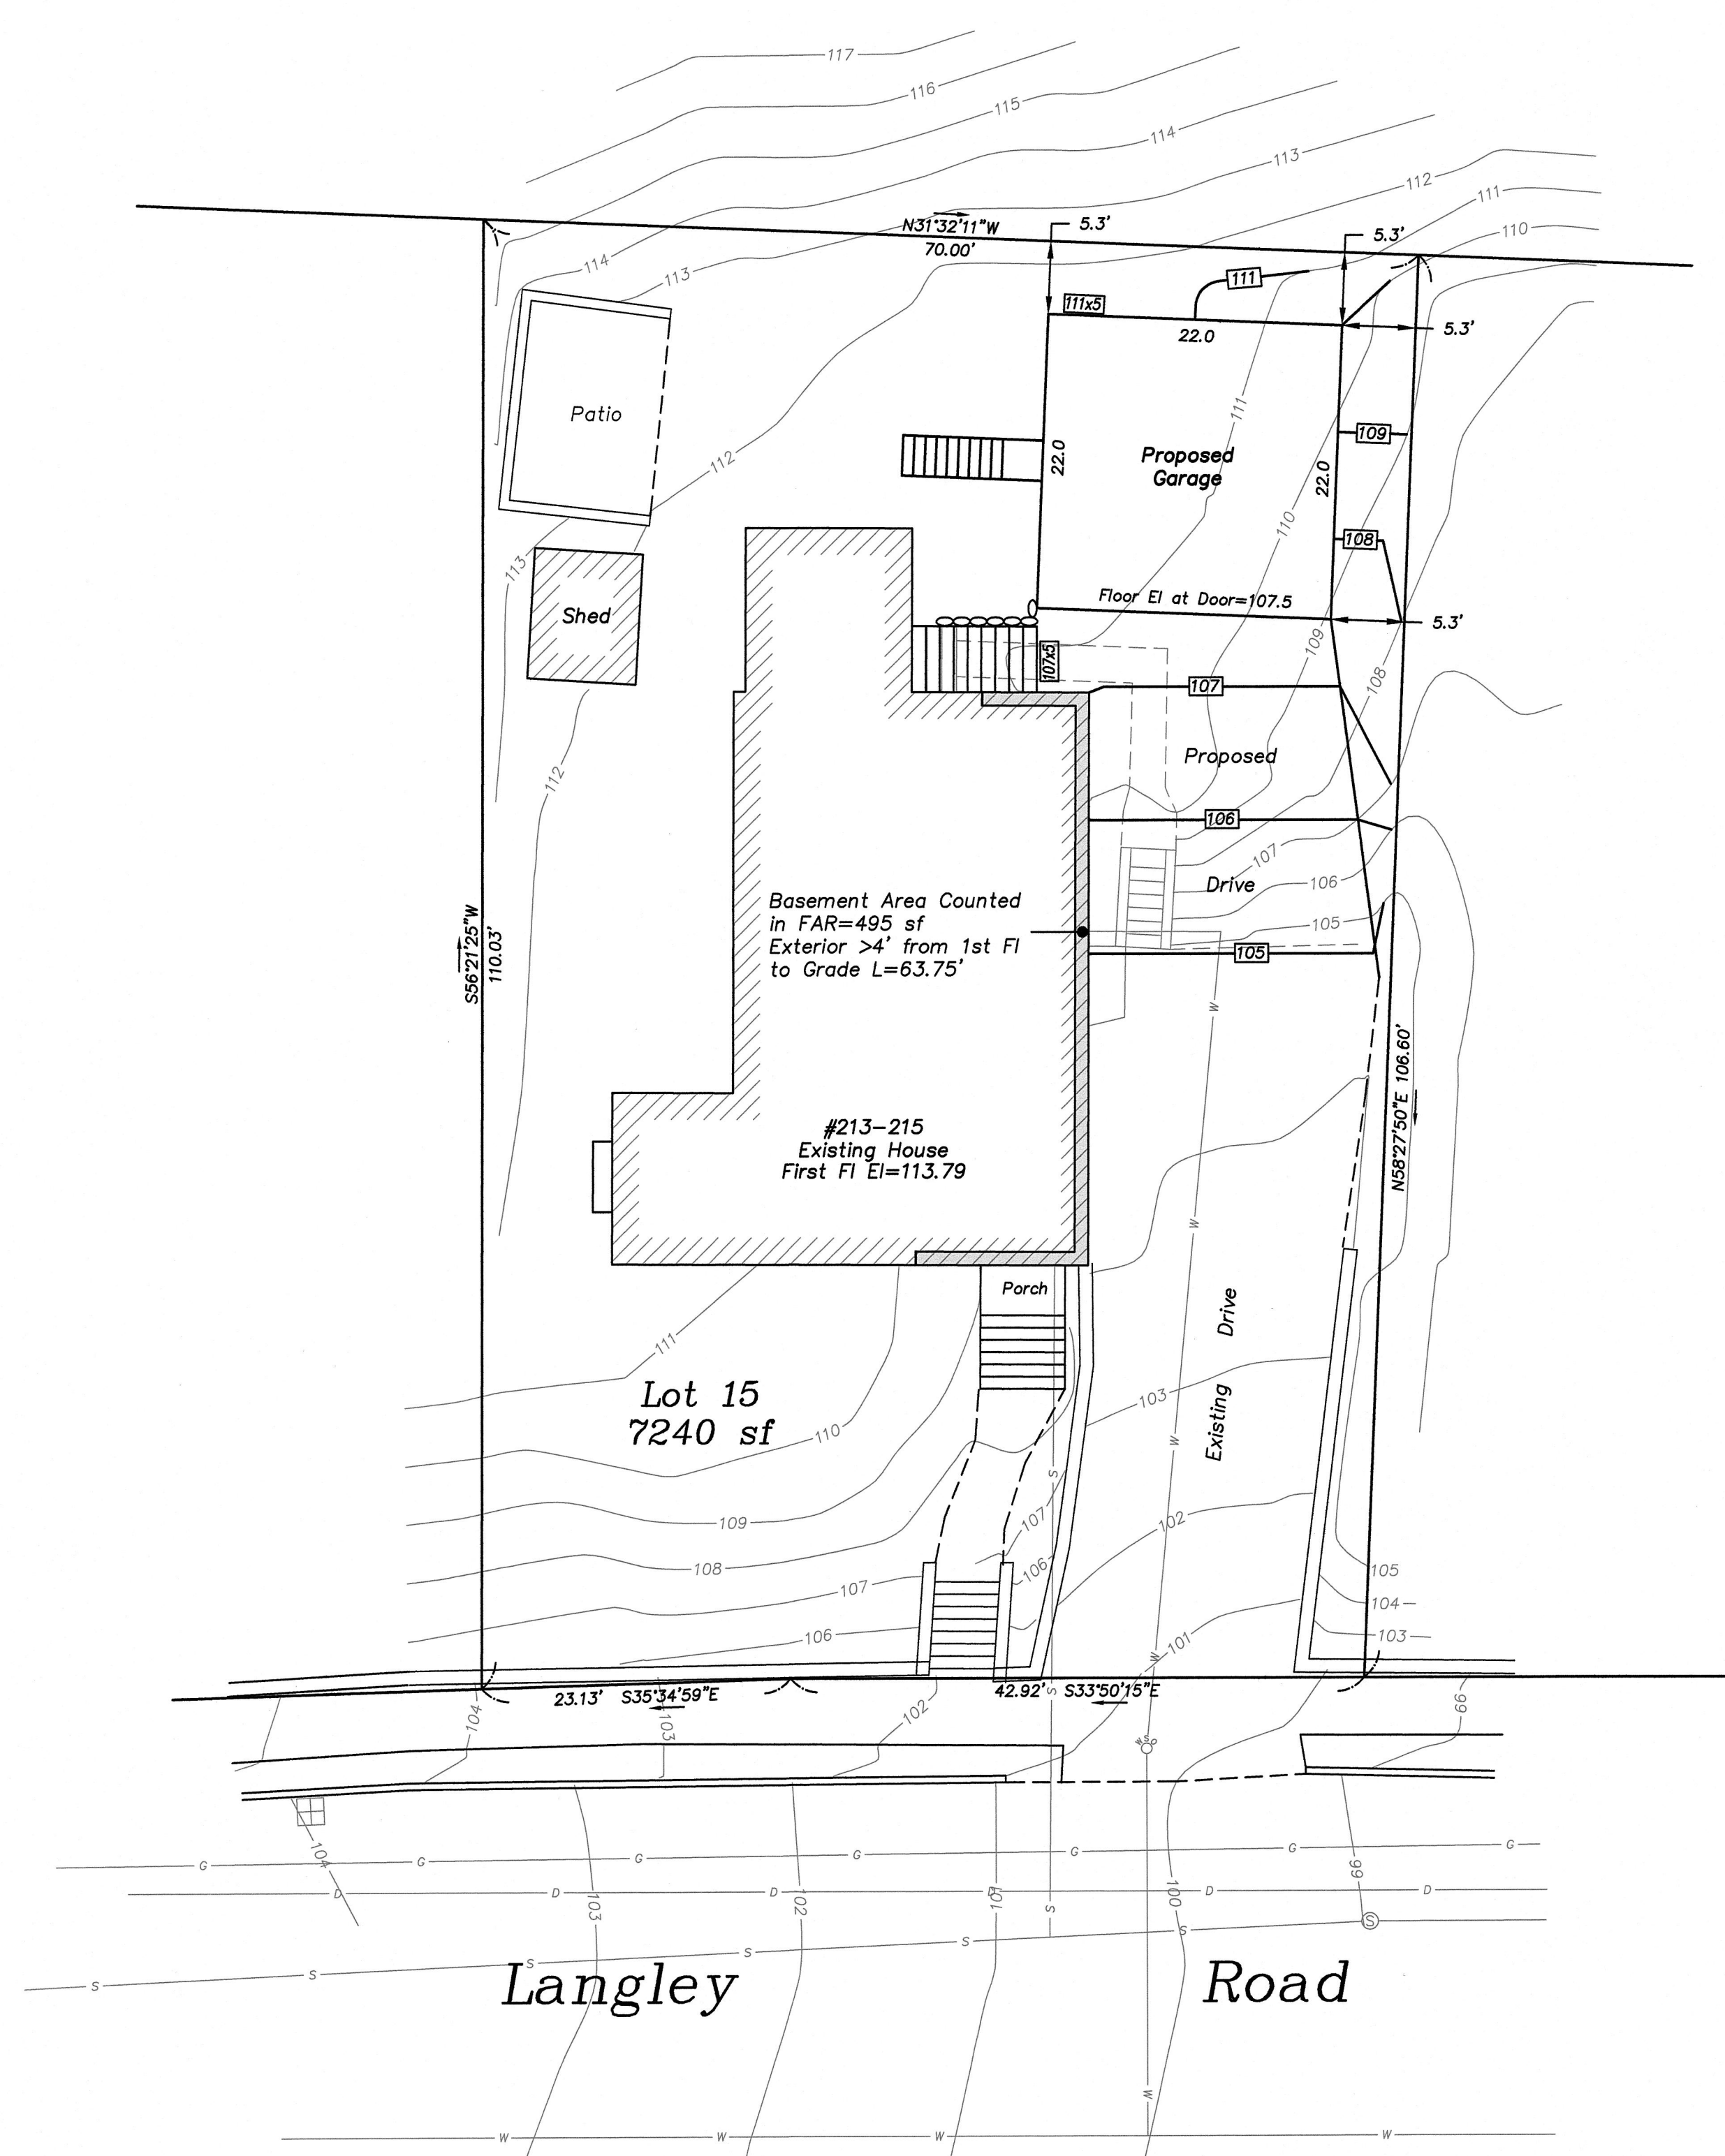 117
116
115
114
113
112
111
110
N31°32'11"W
70.00'
5.3'
5.3'
114
113
111
111x5
22.0
5.3'
Patio
112
111
109
22.0
Proposed
Garage
22.0
110
108
113
Shed
Floor El at Door=107.5
5.3'
109
108
107x5
107
Proposed
112
106
107
Drive
106
105
105
Basement Area Counted
in FAR=495 sf
Exterior >4' from 1st Fl
to Grade L=63.75'
S56°21'25"W
110.03'
W
N58°27'50"E 106.60'
#213-215
Existing House
First Fl El=113.79
W
Porch
Existing Drive
111
103
Lot 15
7240 sf
110
W
S
109
107
102
108
106
105
107
104
106
103
101
W
23.13' S35°34'59"E
42.92' S33°50'15"E
S
104
103
102
99
WSO
104
G
G
G
G
G
G
G
D
D
D
D
D
D
103
102
101
100
99
S
S
S
S
S
S
S
S
Langley Road
W
W
W
W
W